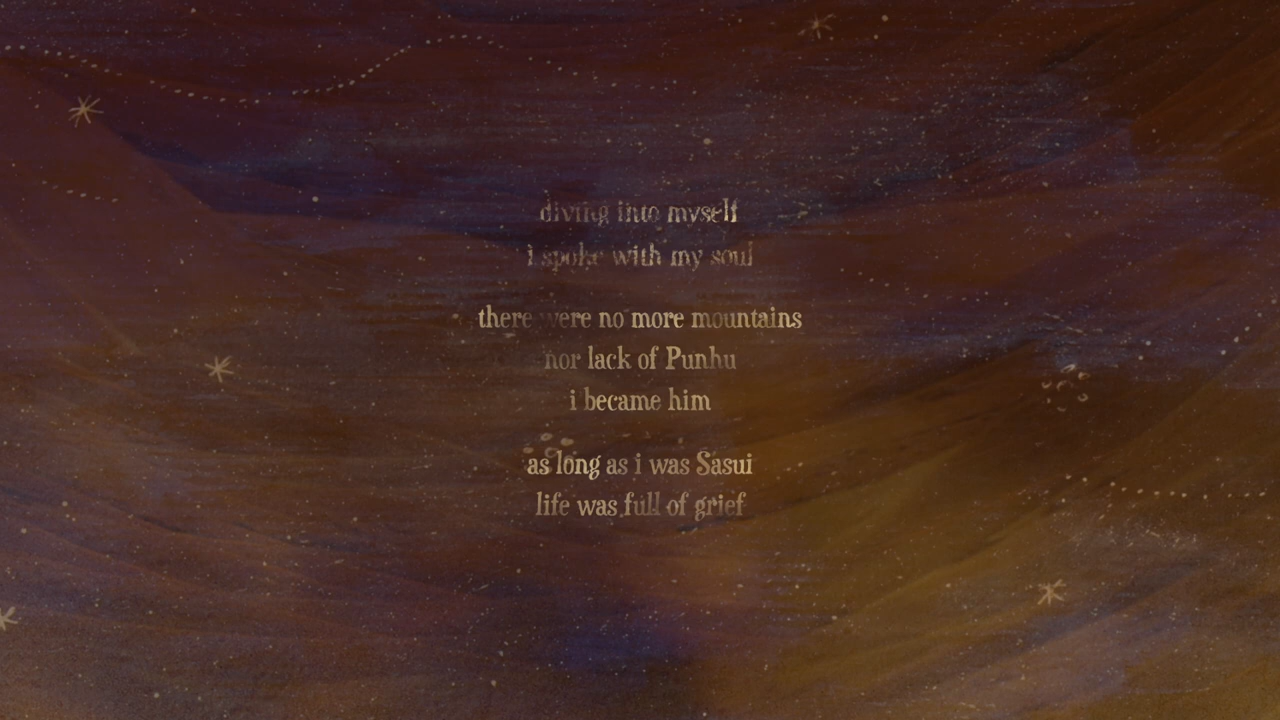 diving into myself
i spoke with my soul
there were no more mountains
nor lack of Punhu
i became him
as long as i was Sasui
life was full of grief